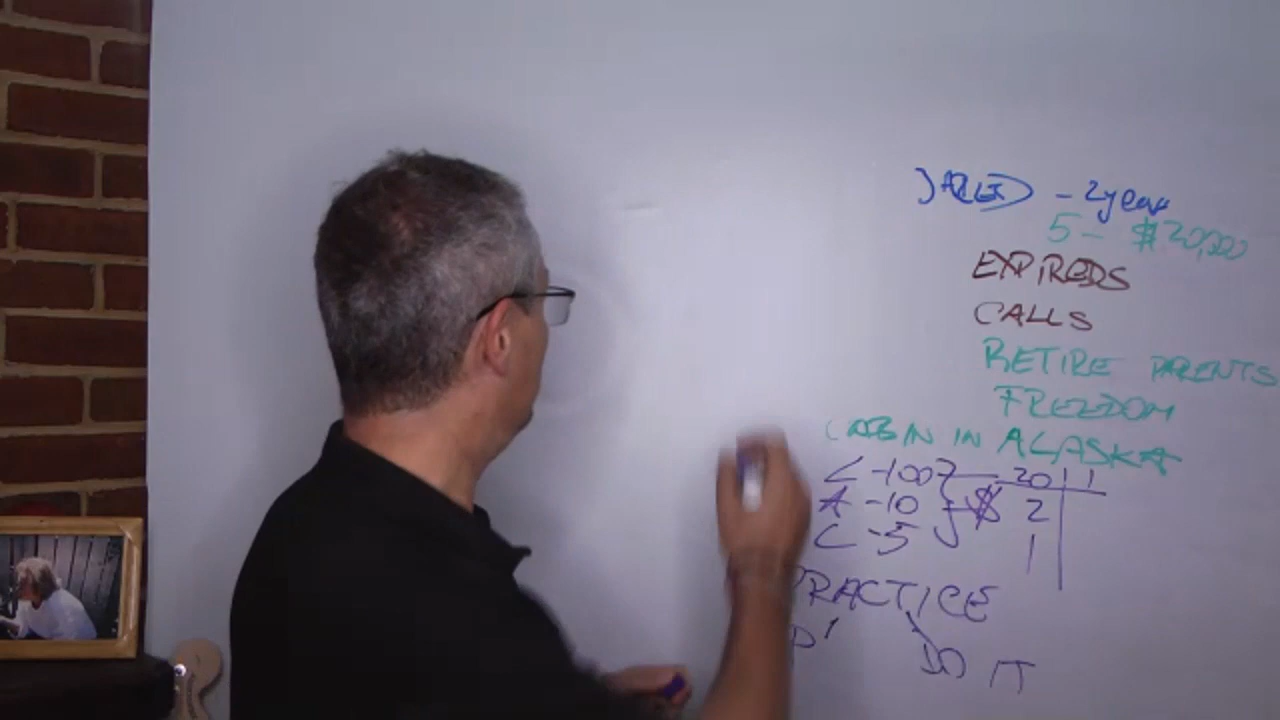 JARED - 2 years
5 - $20,000
EXPIREDS
CALLS
RETIRE PARENTS
FREEDOM
CABIN IN ALASKA
C - 100 20 1
A - 10 $ 2
C - 5 1
PRACTICE
DO IT